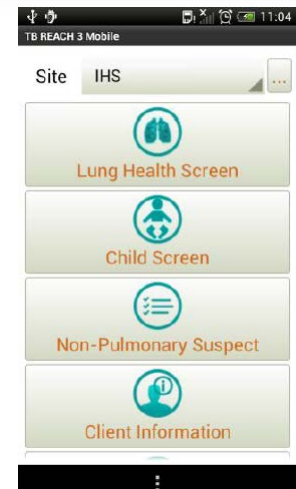 11:04
TB REACH 3 Mobile
Site IHS ...
Lung Health Screen
Child Screen
Non-Pulmonary Suspect
Client Information